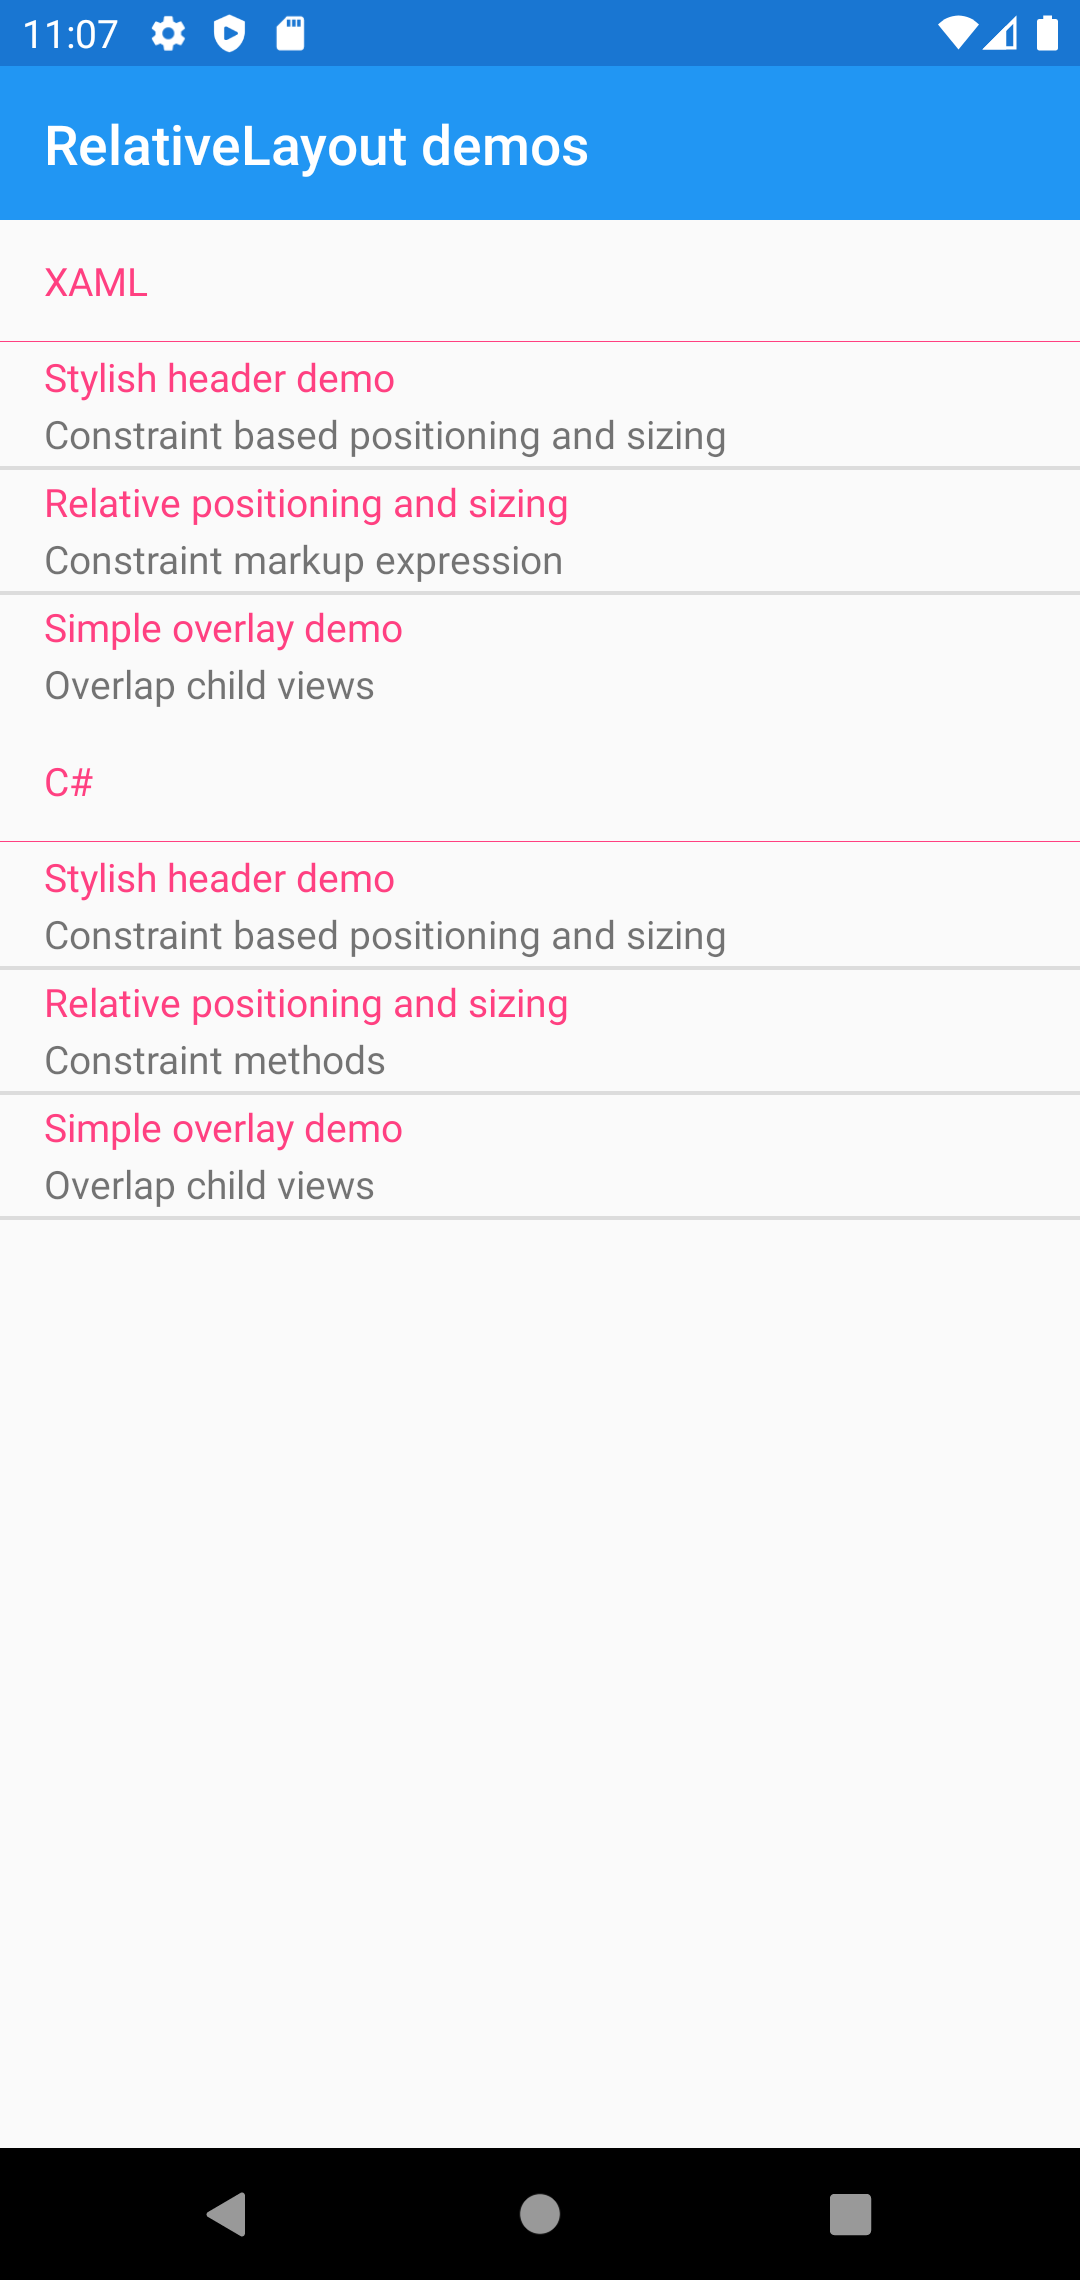 11:07
RelativeLayout demos
XAML
Stylish header demo
Constraint based positioning and sizing
Relative positioning and sizing
Constraint markup expression
Simple overlay demo
Overlap child views
C#
Stylish header demo
Constraint based positioning and sizing
Relative positioning and sizing
Constraint methods
Simple overlay demo
Overlap child views